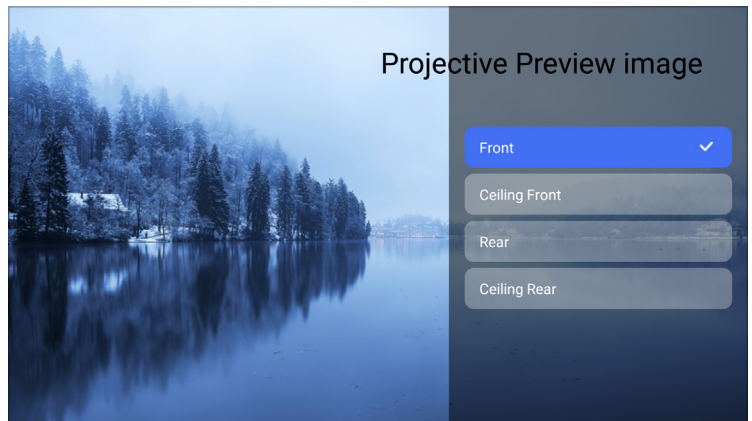 Projective Preview image
Front
Ceiling Front
Rear
Ceiling Rear